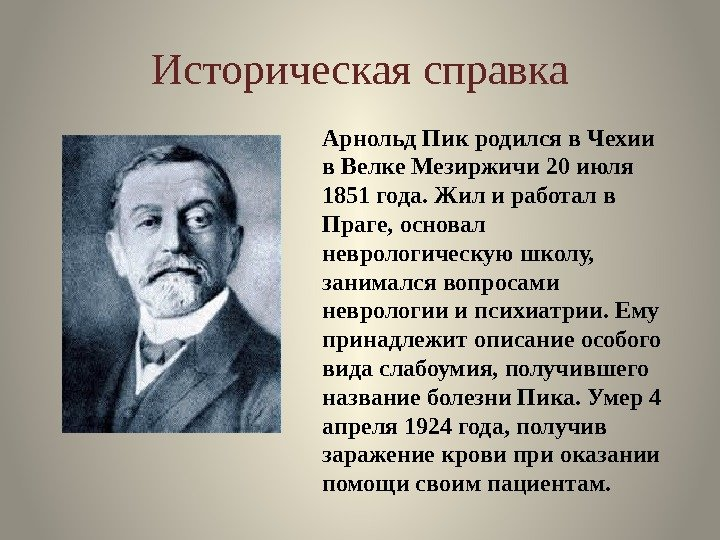 Историческая справка
Арнольд Пик родился в Чехии
в Велке Мезиржичи 20 июля
1851 года. Жил и работал в
Праге, основал
неврологическую школу,
занимался вопросами
неврологии и психиатрии. Ему
принадлежит описание особого
вида слабоумия, получившего
название болезни Пика. Умер 4
апреля 1924 года, получив
заражение крови при оказании
помощи своим пациентам.